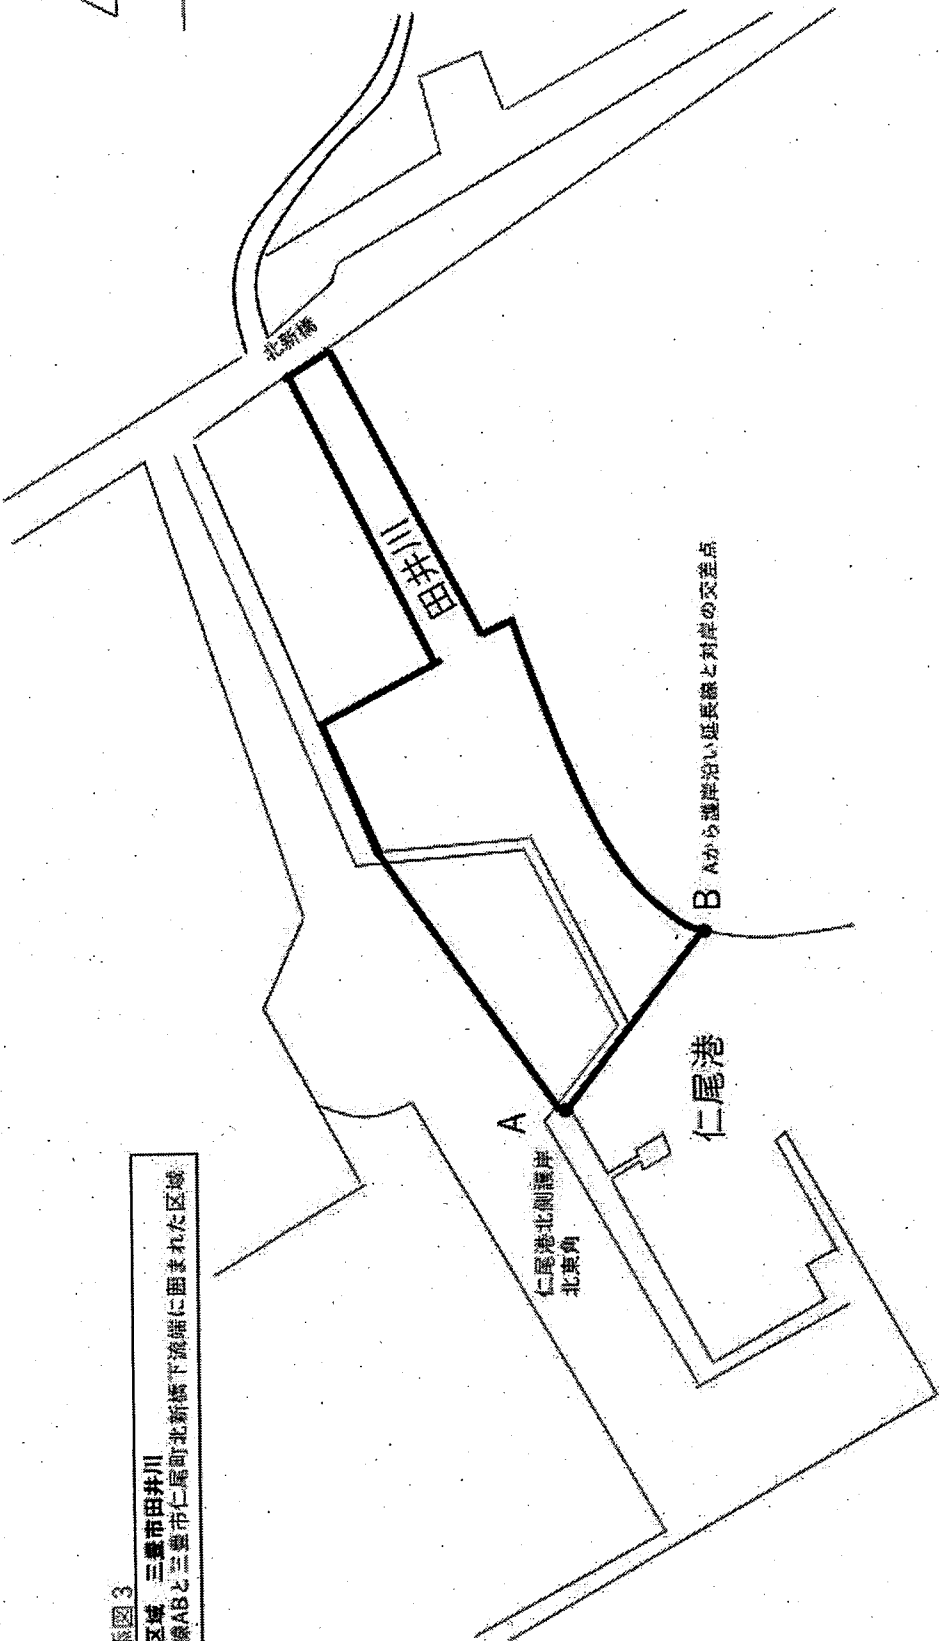 図3
区域 三豊市田井川
線ABと三豊市仁尾町北新橋下流端に囲まれた区域
北新橋
田井川
A
仁尾港北側護岸
北東角
B
Aから護岸沿い延長線と対岸の交差点
仁尾港